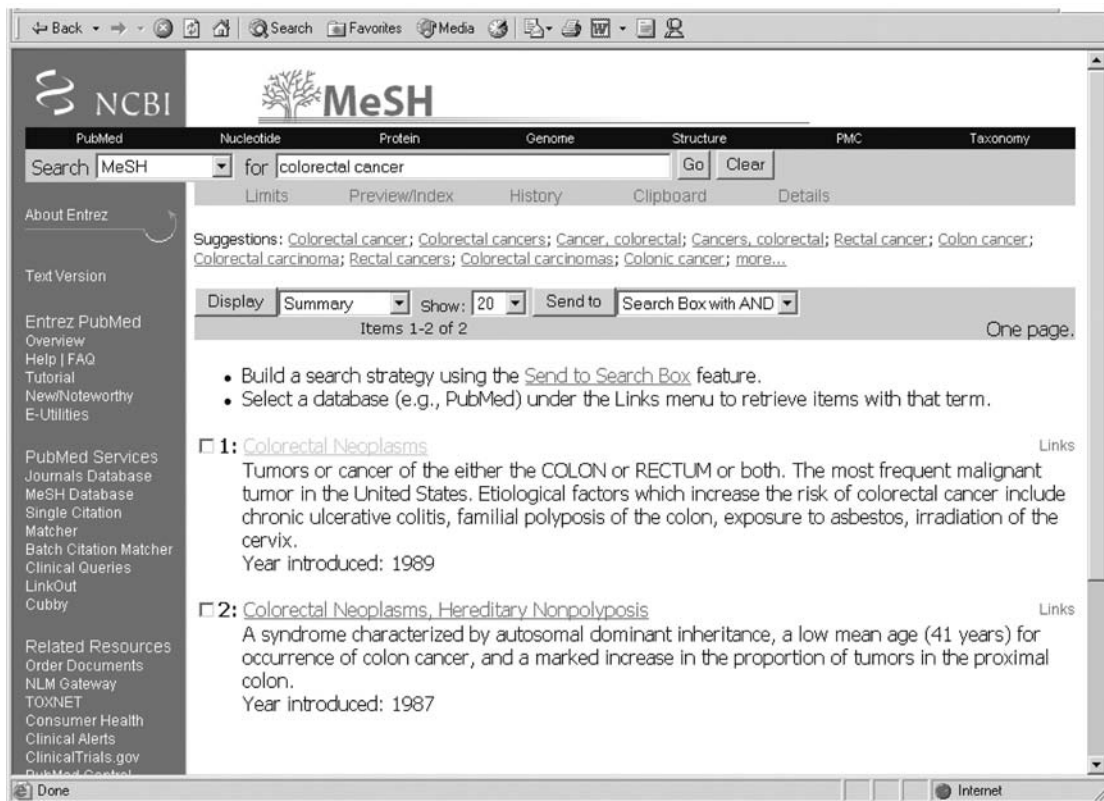 Back Search Favorites Media
NCBI
MeSH
PubMed Nucleotide Protein Genome Structure PMC Taxonomy
Search MeSH for colorectal cancer Go Clear
Limits Preview/Index History Clipboard Details
About Entrez
Text Version
Entrez PubMed
Overview
Help | FAQ
Tutorial
New/Noteworthy
E-Utilities
PubMed Services
Journals Database
MeSH Database
Single Citation
Matcher
Batch Citation Matcher
Clinical Queries
LinkOut
Cubby
Related Resources
Order Documents
NLM Gateway
TOXNET
Consumer Health
Clinical Alerts
ClinicalTrials.gov
Suggestions: Colorectal cancer; Colorectal cancers; Cancer, colorectal; Cancers, colorectal; Rectal cancer; Colon cancer;
Colorectal carcinoma; Rectal cancers; Colorectal carcinomas; Colonic cancer; more...
Display Summary Show: 20 Send to Search Box with AND
Items 1-2 of 2 One page.
• Build a search strategy using the Send to Search Box feature.
• Select a database (e.g., PubMed) under the Links menu to retrieve items with that term.
1: Colorectal Neoplasms Links
Tumors or cancer of the either the COLON or RECTUM or both. The most frequent malignant
tumor in the United States. Etiological factors which increase the risk of colorectal cancer include
chronic ulcerative colitis, familial polyposis of the colon, exposure to asbestos, irradiation of the
cervix.
Year introduced: 1989
2: Colorectal Neoplasms, Hereditary Nonpolyposis Links
A syndrome characterized by autosomal dominant inheritance, a low mean age (41 years) for
occurrence of colon cancer, and a marked increase in the proportion of tumors in the proximal
colon.
Year introduced: 1987
Done Internet